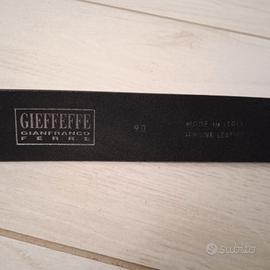 GIEFFEFFE
GIANFRANCO
FERRE
90
MADE IN ITALY
GENUINE LEATHER
subito